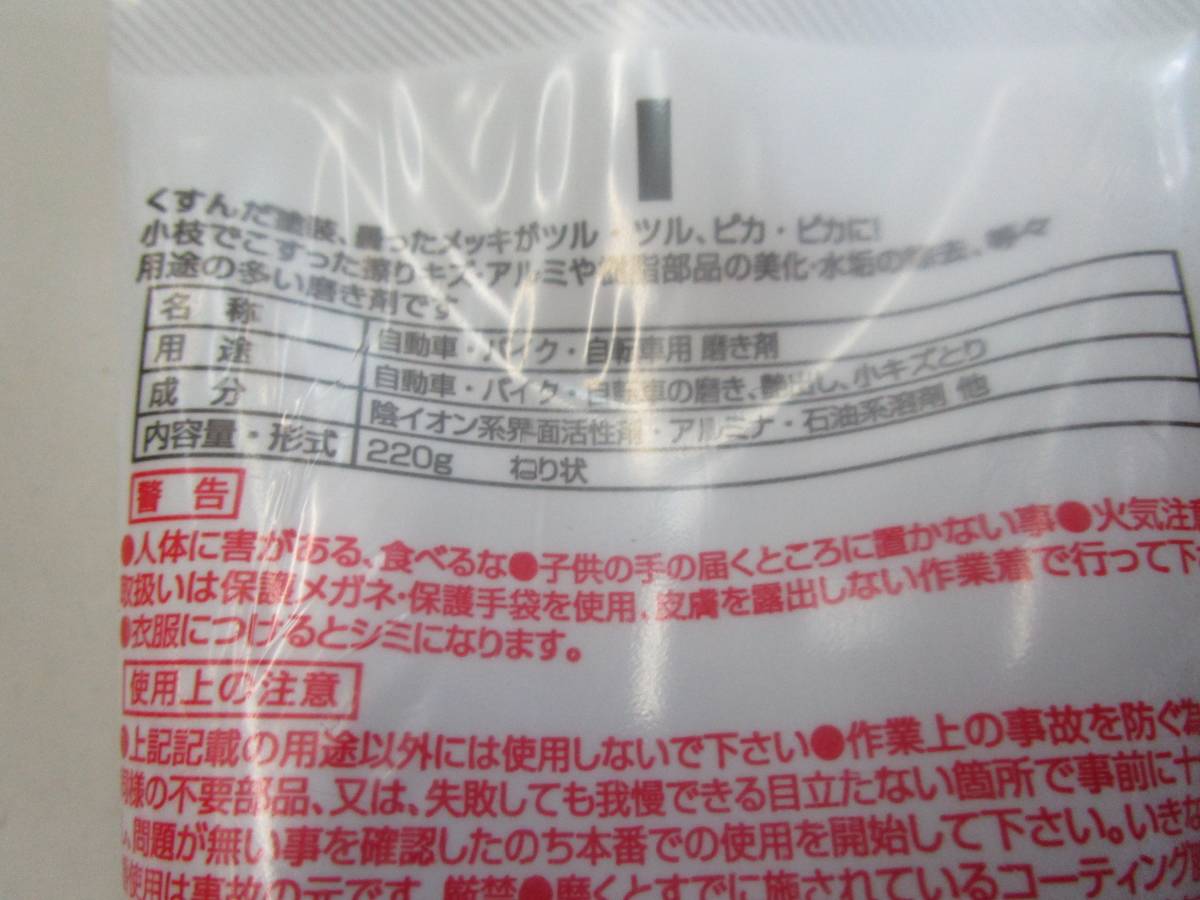 くすんだ塗装、曇ったメッキがツル・ツル、ピカ・ピカに!
小枝でこすった擦りキズ・アルミや樹脂部品の美化・水垢の除去、等々
用途の多い磨き剤です
名 称 自動車・バイク・自転車用 磨き剤
用 途 自動車・バイク・自転車の磨き、艶出し、小キズとり
成 分 陰イオン系界面活性剤・アルミナ・石油系溶剤 他
内容量・形式 220g ねり状
警 告
●人体に害がある、食べるな●子供の手の届くところに置かない事●火気注意
取扱いは保護メガネ・保護手袋を使用、皮膚を露出しない作業着で行って下
●衣服につけるとシミになります。
使用上の注意
●上記記載の用途以外には使用しないで下さい●作業上の事故を防ぐ為
同様の不要部品、又は、失敗しても我慢できる目立たない箇所で事前に十
問題が無い事を確認したのち本番での使用を開始して下さい。いきな
使用は事故の元です。厳禁●磨くとすでに施されているコーティング